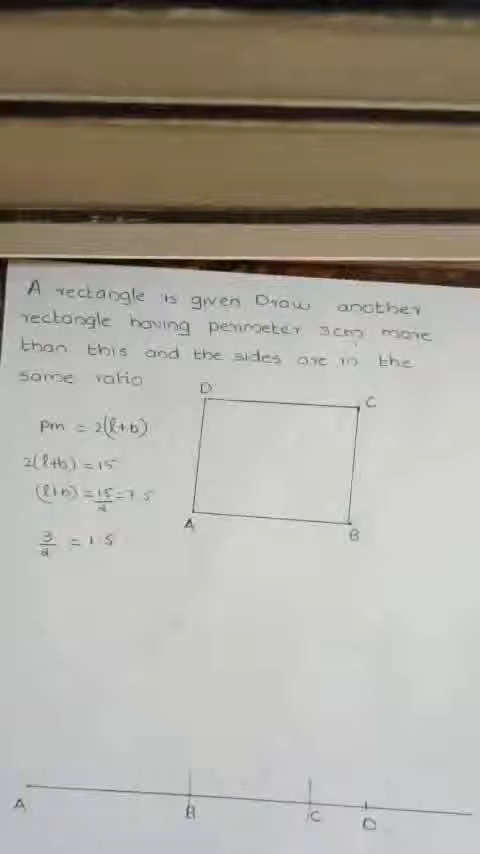 A rectangle is given Draw another
rectangle having perimeter 3cm more
than this and the sides are in the
same ratio
D
C
Pm = 2(l+b)
2(l+b) = 15
(l+b) = 15/2 = 7.5
A
B
3/2 = 1.5
A
B
C
D